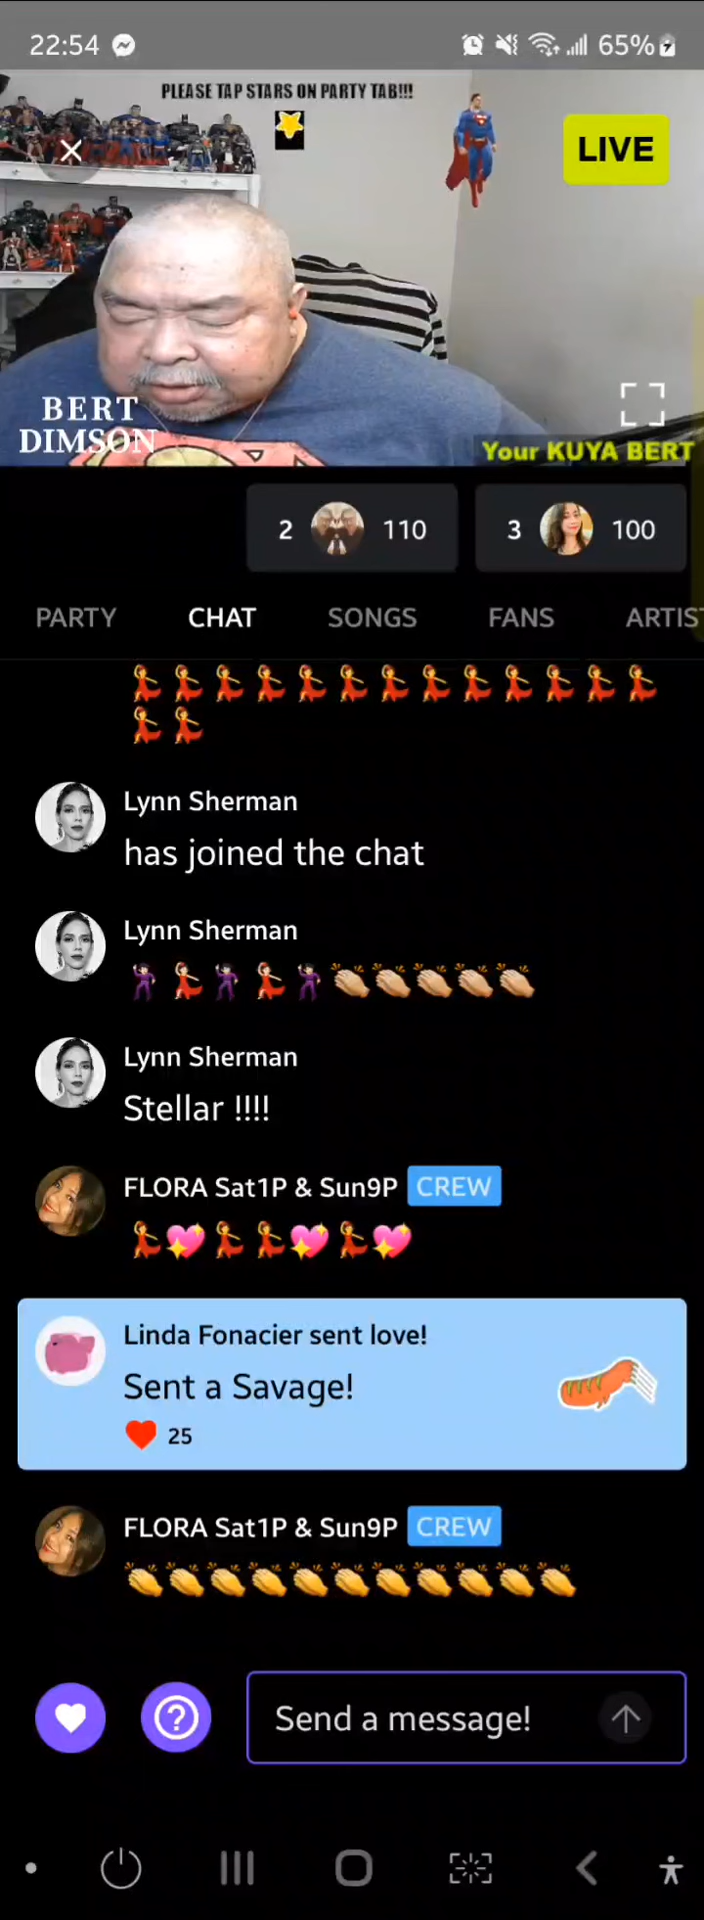 22:54
65%
PLEASE TAP STARS ON PARTY TAB!!!
LIVE
BERT
DIMSON
Your KUYA BERT
2 110
3 100
PARTY CHAT SONGS FANS ARTIS
Lynn Sherman
has joined the chat
Lynn Sherman
Lynn Sherman
Stellar !!!!
FLORA Sat1P & Sun9P CREW
Linda Fonacier sent love!
Sent a Savage!
25
FLORA Sat1P & Sun9P CREW
Send a message!